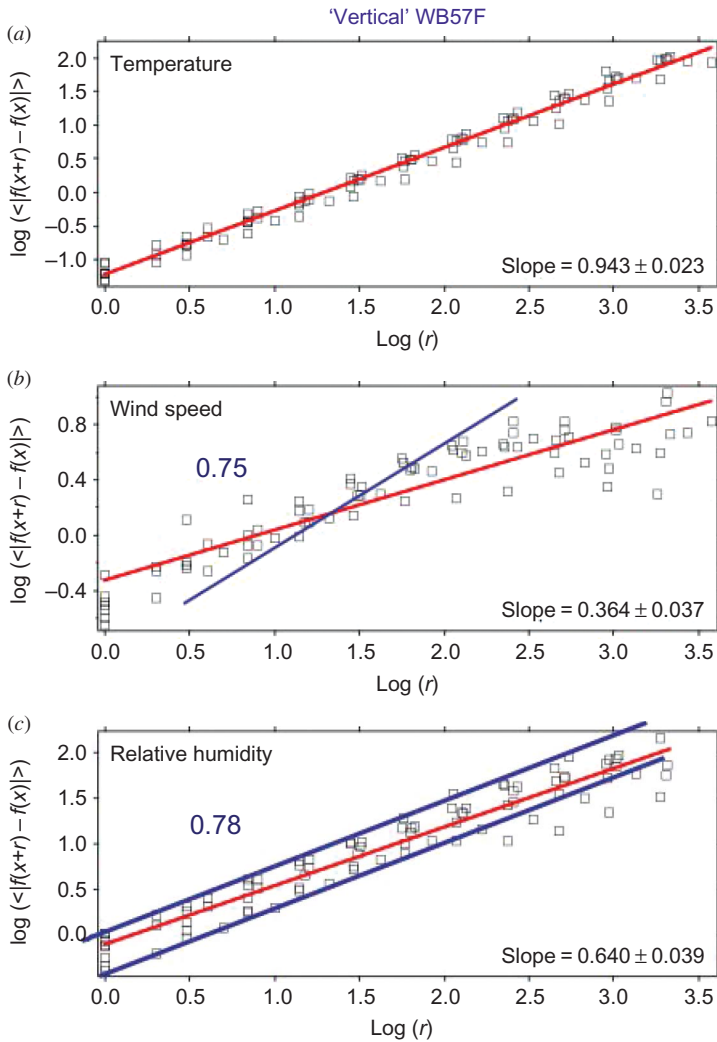 'Vertical' WB57F
(a)
Temperature
2.0
1.5
1.0
0.5
0.0
−0.5
−1.0
log (<|f(x+r) − f(x)|>)
Slope = 0.943 ± 0.023
0.0 0.5 1.0 1.5 2.0 2.5 3.0 3.5
Log (r)
(b)
Wind speed
0.8
0.4
0.0
−0.4
log (<|f(x+r) − f(x)|>)
0.75
Slope = 0.364 ± 0.037
0.0 0.5 1.0 1.5 2.0 2.5 3.0 3.5
Log (r)
(c)
Relative humidity
2.0
1.5
1.0
0.5
0.0
log (<|f(x+r) − f(x)|>)
0.78
Slope = 0.640 ± 0.039
0.0 0.5 1.0 1.5 2.0 2.5 3.0 3.5
Log (r)